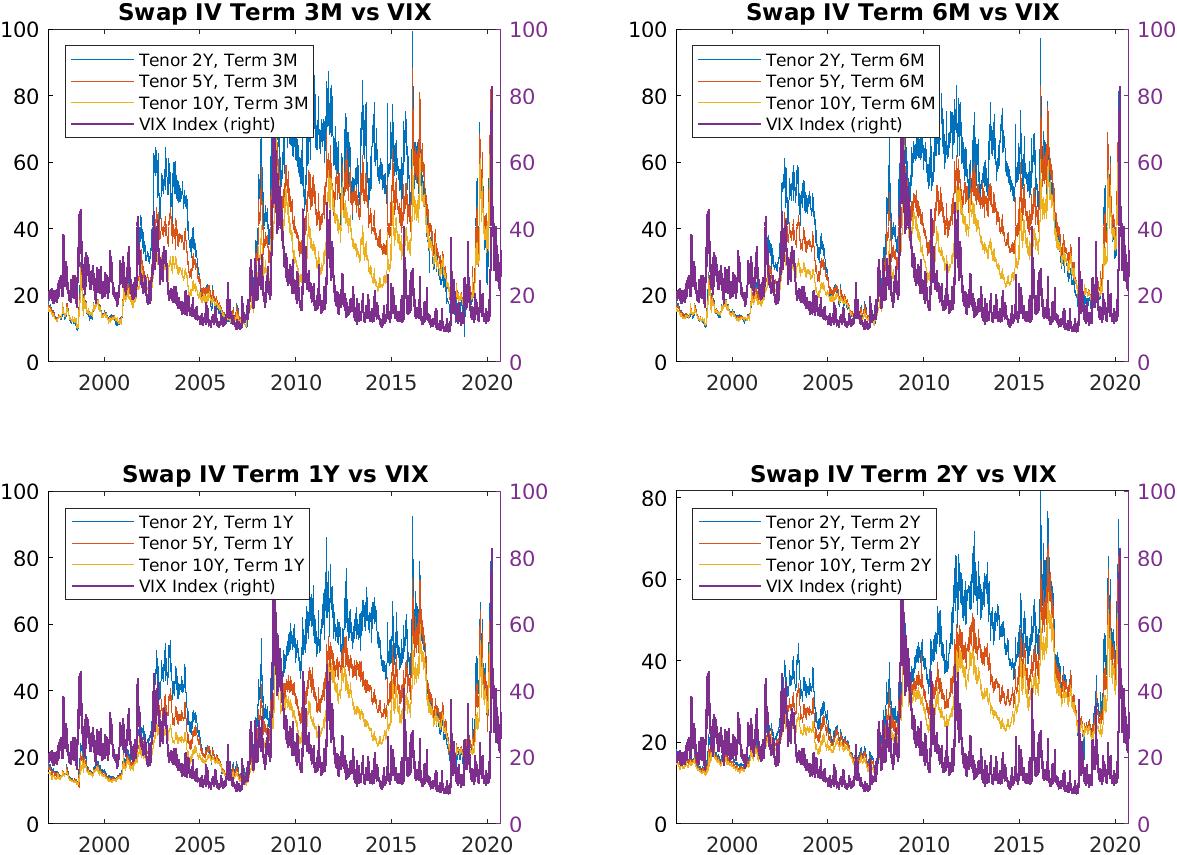 Swap IV Term 3M vs VIX
100
80
60
40
20
0
100
80
60
40
20
0
2000 2005 2010 2015 2020
Tenor 2Y, Term 3M
Tenor 5Y, Term 3M
Tenor 10Y, Term 3M
VIX Index (right)
Swap IV Term 6M vs VIX
100
80
60
40
20
0
100
80
60
40
20
0
2000 2005 2010 2015 2020
Tenor 2Y, Term 6M
Tenor 5Y, Term 6M
Tenor 10Y, Term 6M
VIX Index (right)
Swap IV Term 1Y vs VIX
100
80
60
40
20
0
100
80
60
40
20
0
2000 2005 2010 2015 2020
Tenor 2Y, Term 1Y
Tenor 5Y, Term 1Y
Tenor 10Y, Term 1Y
VIX Index (right)
Swap IV Term 2Y vs VIX
80
60
40
20
0
100
80
60
40
20
0
2000 2005 2010 2015 2020
Tenor 2Y, Term 2Y
Tenor 5Y, Term 2Y
Tenor 10Y, Term 2Y
VIX Index (right)